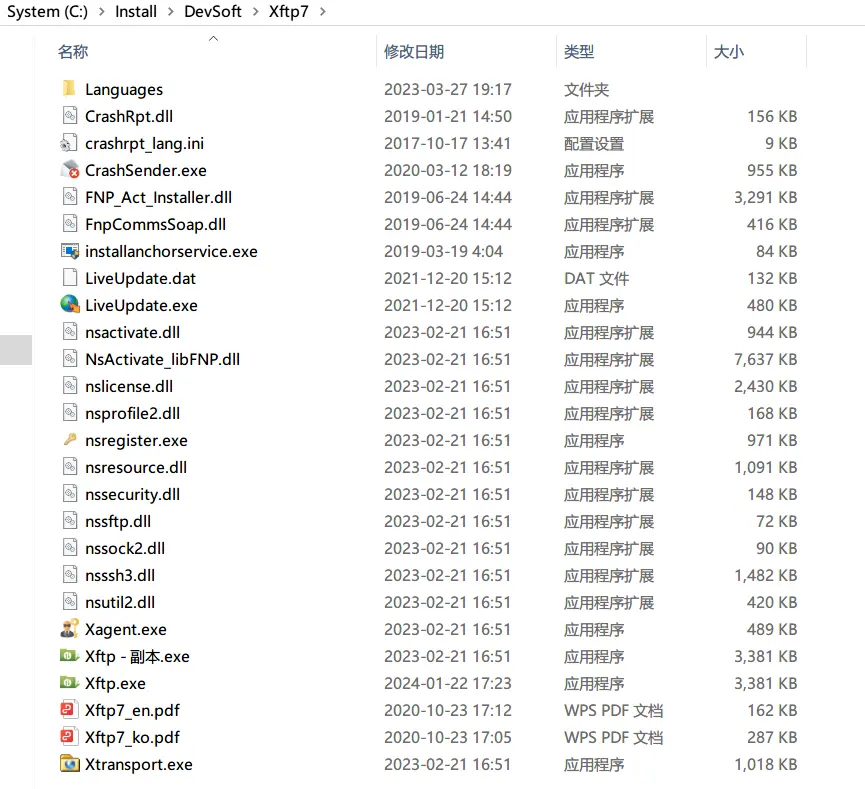 System (C:) > Install > DevSoft > Xftp7 >
名称 修改日期 类型 大小
Languages 2023-03-27 19:17 文件夹
CrashRpt.dll 2019-01-21 14:50 应用程序扩展 156 KB
crashrpt_lang.ini 2017-10-17 13:41 配置设置 9 KB
CrashSender.exe 2020-03-12 18:19 应用程序 955 KB
FNP_Act_Installer.dll 2019-06-24 14:44 应用程序扩展 3,291 KB
FnpCommsSoap.dll 2019-06-24 14:44 应用程序扩展 416 KB
installanchorservice.exe 2019-03-19 4:04 应用程序 84 KB
LiveUpdate.dat 2021-12-20 15:12 DAT 文件 132 KB
LiveUpdate.exe 2021-12-20 15:12 应用程序 480 KB
nsactivate.dll 2023-02-21 16:51 应用程序扩展 944 KB
NsActivate_libFNP.dll 2023-02-21 16:51 应用程序扩展 7,637 KB
nslicense.dll 2023-02-21 16:51 应用程序扩展 2,430 KB
nsprofile2.dll 2023-02-21 16:51 应用程序扩展 168 KB
nsregister.exe 2023-02-21 16:51 应用程序 971 KB
nsresource.dll 2023-02-21 16:51 应用程序扩展 1,091 KB
nssecurity.dll 2023-02-21 16:51 应用程序扩展 148 KB
nssftp.dll 2023-02-21 16:51 应用程序扩展 72 KB
nssock2.dll 2023-02-21 16:51 应用程序扩展 90 KB
nsssh3.dll 2023-02-21 16:51 应用程序扩展 1,482 KB
nsutil2.dll 2023-02-21 16:51 应用程序扩展 420 KB
Xagent.exe 2023-02-21 16:51 应用程序 489 KB
Xftp - 副本.exe 2023-02-21 16:51 应用程序 3,381 KB
Xftp.exe 2024-01-22 17:23 应用程序 3,381 KB
Xftp7_en.pdf 2020-10-23 17:12 WPS PDF 文档 162 KB
Xftp7_ko.pdf 2020-10-23 17:05 WPS PDF 文档 287 KB
Xtransport.exe 2023-02-21 16:51 应用程序 1,018 KB